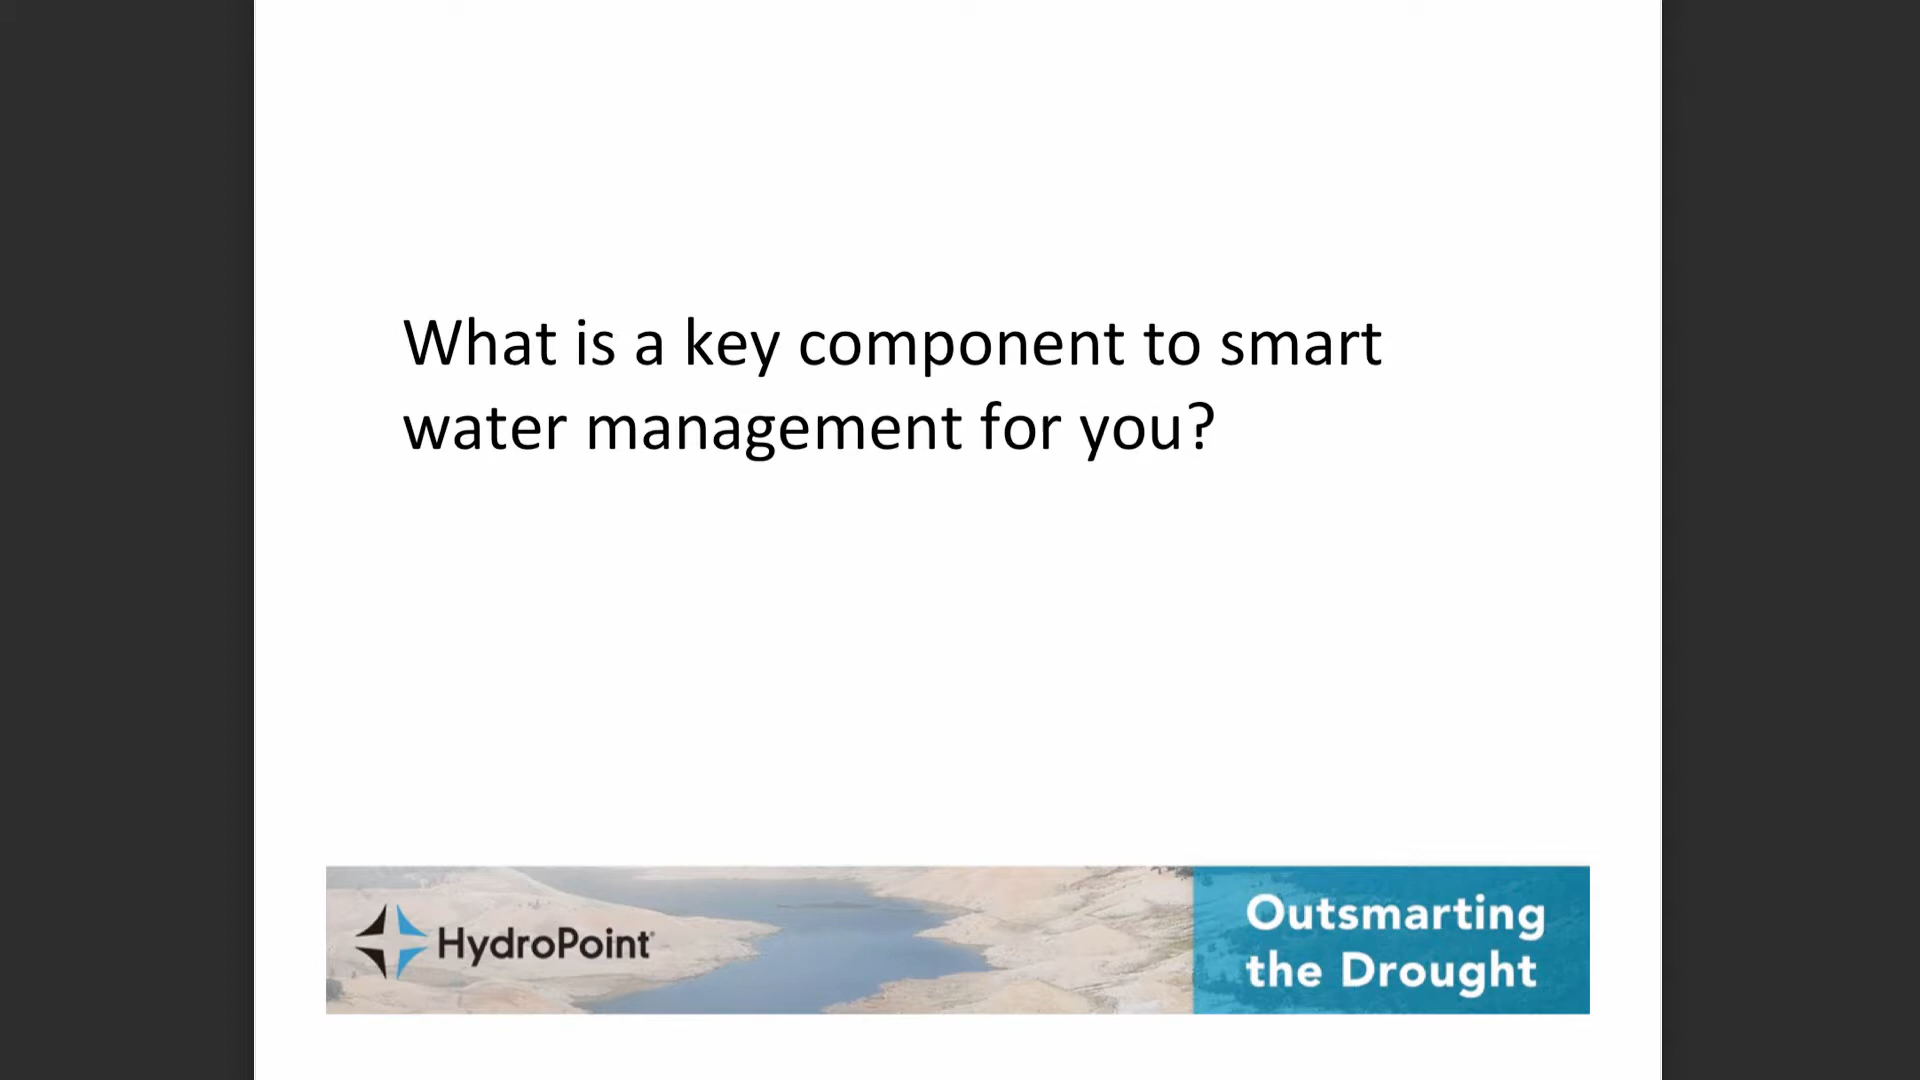 What is a key component to smart
water management for you?
HydroPoint®
Outsmarting
the Drought